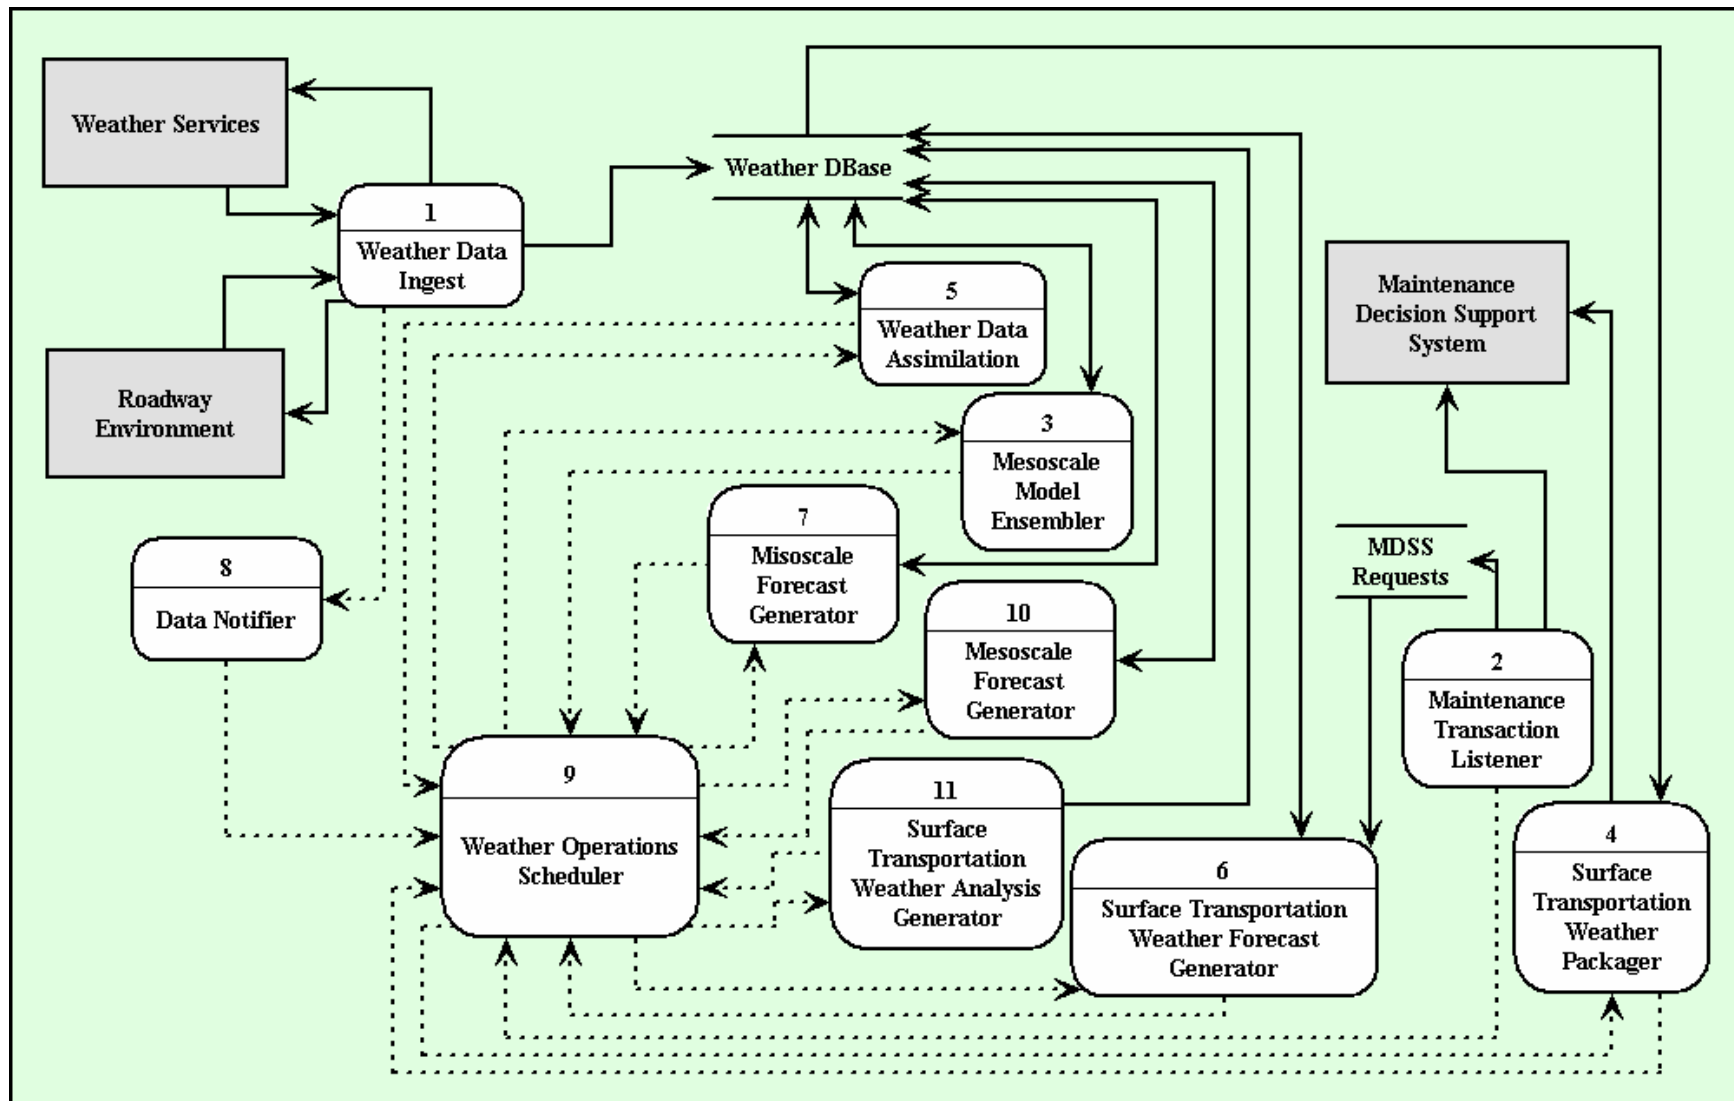 Weather Services
1
Weather Data
Ingest
Weather DBase
5
Weather Data
Assimilation
Maintenance
Decision Support
System
Roadway
Environment
3
Mesoscale
Model
Ensembler
7
Misoscale
Forecast
Generator
MDSS
Requests
8
Data Notifier
10
Mesoscale
Forecast
Generator
2
Maintenance
Transaction
Listener
9
Weather Operations
Scheduler
11
Surface
Transportation
Weather Analysis
Generator
6
Surface Transportation
Weather Forecast
Generator
4
Surface
Transportation
Weather
Packager